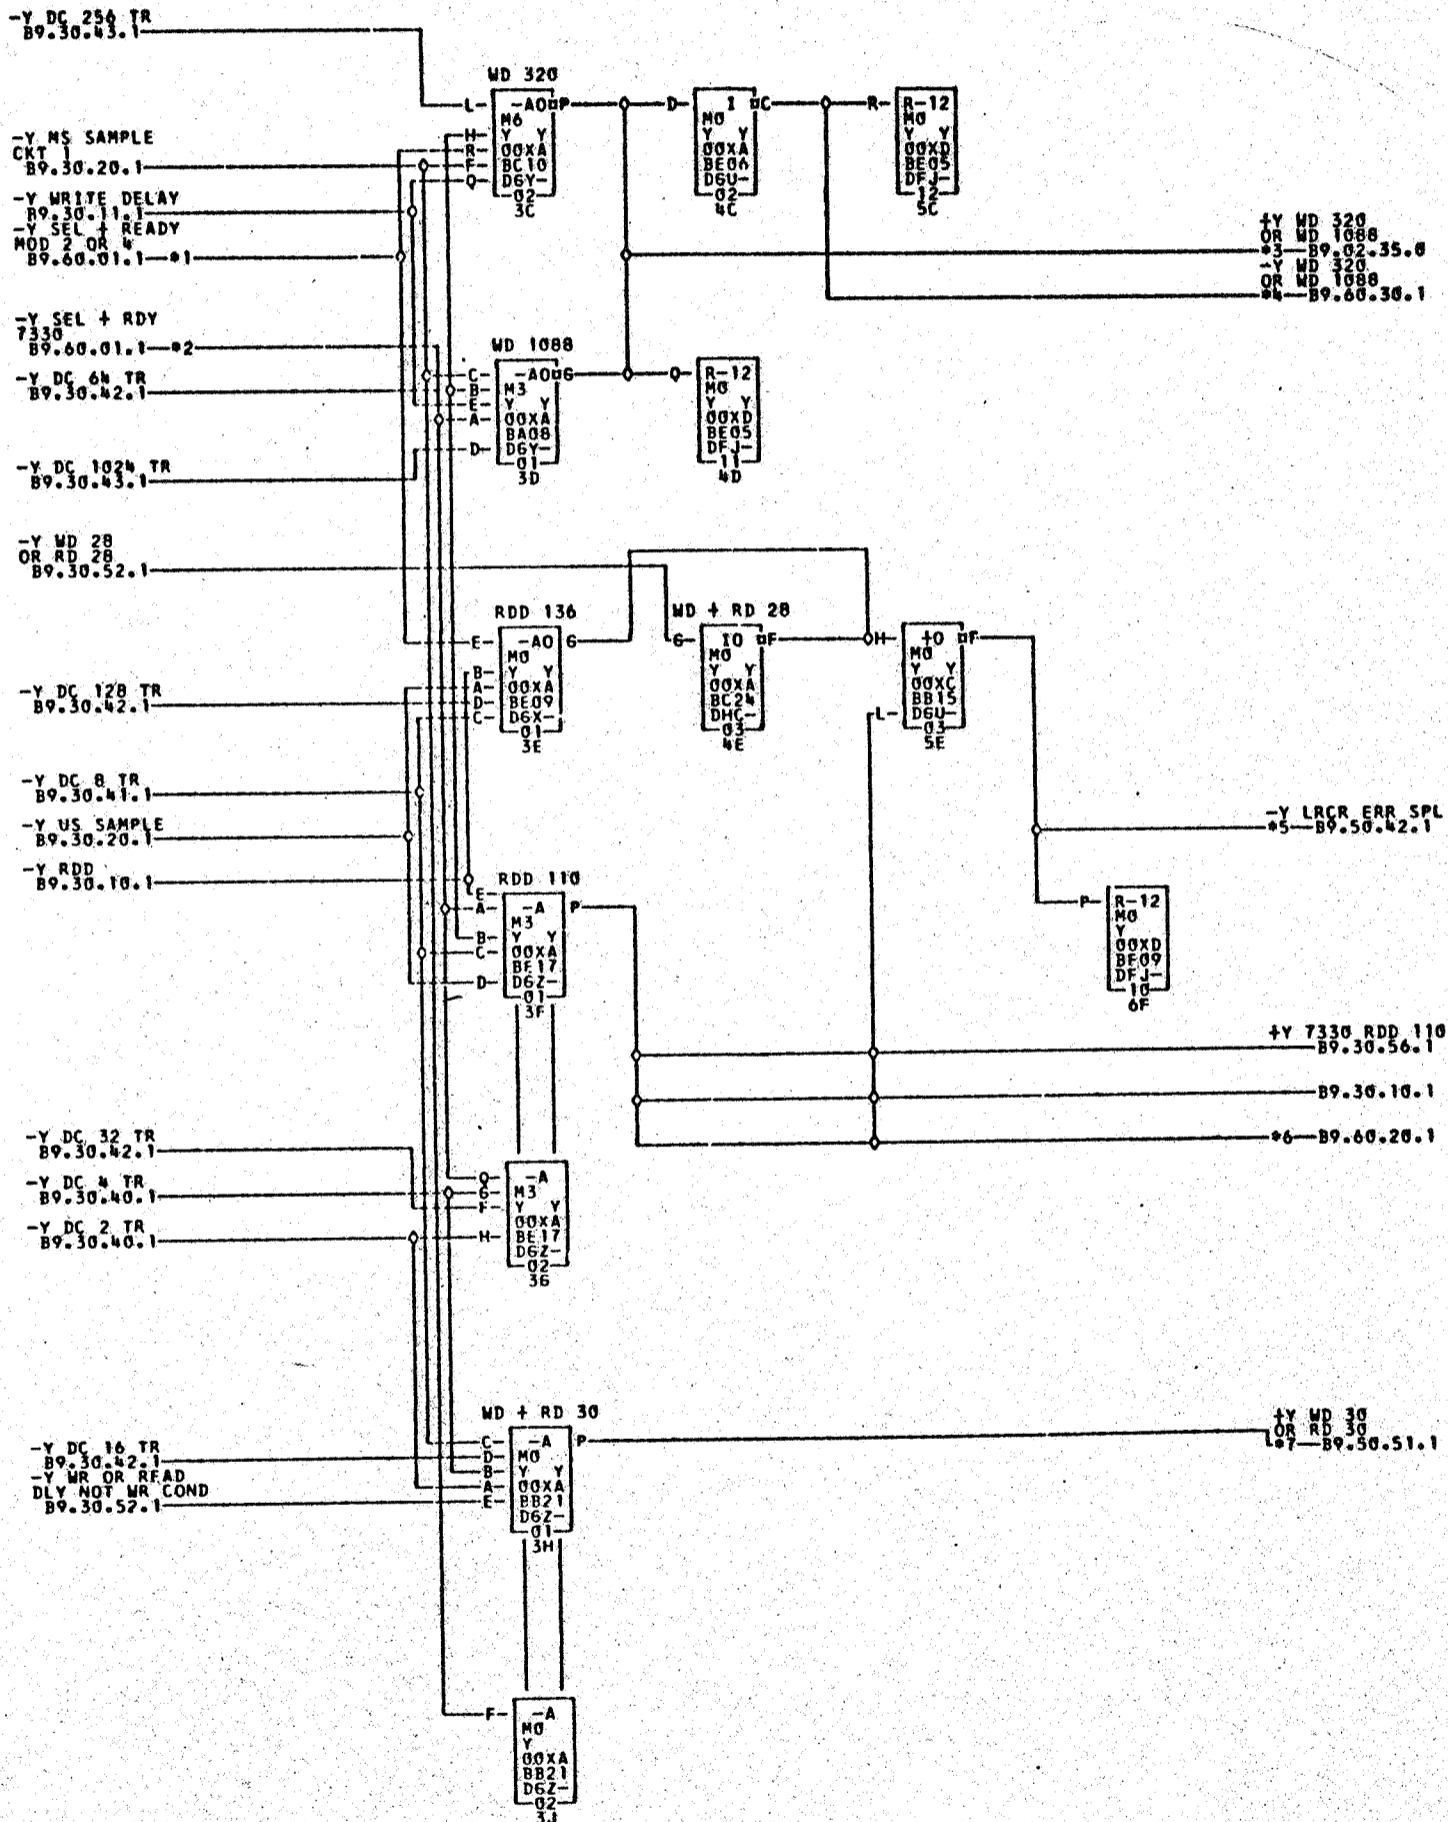 -Y DC 256 TR
B9.30.43.1
WD 320
L- -AO P
M6
H- Y Y
R- 00XA
F- BC10
Q- D6Y-
02
3C
D- I C
M0
Y Y
00XA
BE06
D6U-
02
4C
R- R-12
M0
Y Y
00XD
BE05
DFJ-
12
5C
-Y MS SAMPLE
CKT 1
B9.30.20.1
-Y WRITE DELAY
B9.30.11.1
-Y SEL + READY
MOD 2 OR 4
B9.60.01.1—*1
+Y WD 320
OR WD 1088
*3—B9.02.35.0
-Y WD 320
OR WD 1088
*4—B9.60.30.1
-Y SEL + RDY
7330
B9.60.01.1—*2
-Y DC 64 TR
B9.30.42.1
WD 1088
C- -AO G
B- M3
E- Y Y
A- 00XA
BA08
D- D6Y-
01
3D
Q- R-12
M0
Y Y
00XD
BE05
DFJ-
11
4D
-Y DC 1024 TR
B9.30.43.1
-Y WD 28
OR RD 28
B9.30.52.1
RDD 136
E- -AO G
M0
B- Y Y
A- 00XA
D- BE09
C- D6X-
01
3E
WD + RD 28
G- IO F
M0
Y Y
00XA
BC24
DHC-
03
4E
H- +O F
M0
Y Y
00XC
BB15
L- D6U-
03
5E
-Y DC 128 TR
B9.30.42.1
-Y DC 8 TR
B9.30.41.1
-Y US SAMPLE
B9.30.20.1
-Y RDD
B9.30.10.1
-Y LRCR ERR SPL
*5—B9.50.42.1
RDD 110
E-
A- -A P
M3
B- Y Y
C- 00XA
BE17
D- D6Z-
01
3F
P- R-12
M0
Y
00XD
BF09
DFJ-
10
6F
+Y 7330 RDD 110
B9.30.56.1
B9.30.10.1
*6—B9.60.20.1
-Y DC 32 TR
B9.30.42.1
-Y DC 4 TR
B9.30.40.1
-Y DC 2 TR
B9.30.40.1
Q- -A
G- M3
F- Y Y
00XA
H- BE17
D6Z-
02
3G
WD + RD 30
C- -A P
D- M0
B- Y Y
A- 00XA
E- BB21
D6Z-
01
3H
+Y WD 30
OR RD 30
*7—B9.50.51.1
-Y DC 16 TR
B9.30.42.1
-Y WR OR READ
DLY NOT WR COND
B9.30.52.1
F- -A
M0
Y
00XA
BB21
D6Z-
02
3J